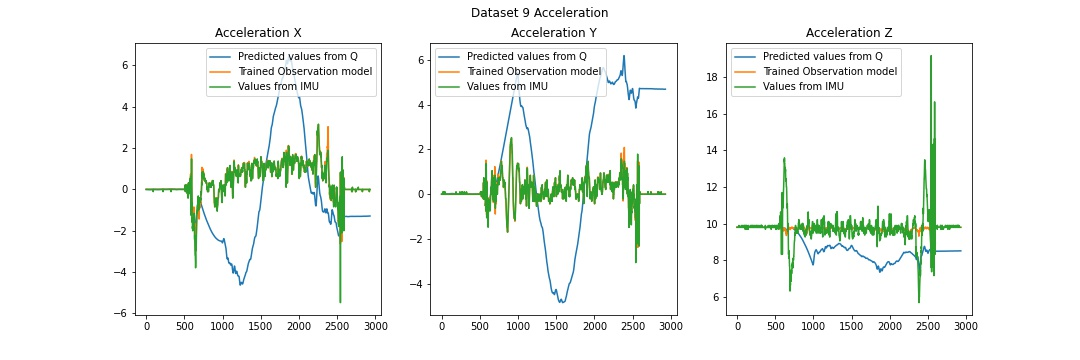 Dataset 9 Acceleration
Acceleration X
Predicted values from Q
Trained Observation model
Values from IMU
6
4
2
0
−2
−4
−6
0 500 1000 1500 2000 2500 3000
Acceleration Y
Predicted values from Q
Trained Observation model
Values from IMU
6
4
2
0
−2
−4
0 500 1000 1500 2000 2500 3000
Acceleration Z
Predicted values from Q
Trained Observation model
Values from IMU
18
16
14
12
10
8
6
0 500 1000 1500 2000 2500 3000